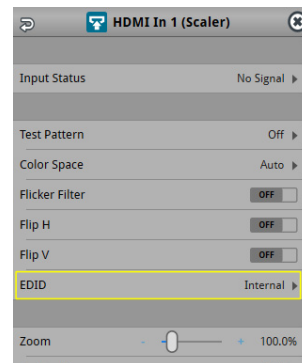 HDMI In 1 (Scaler)
Input Status No Signal
Test Pattern Off
Color Space Auto
Flicker Filter OFF
Flip H OFF
Flip V OFF
EDID Internal
Zoom - + 100.0%